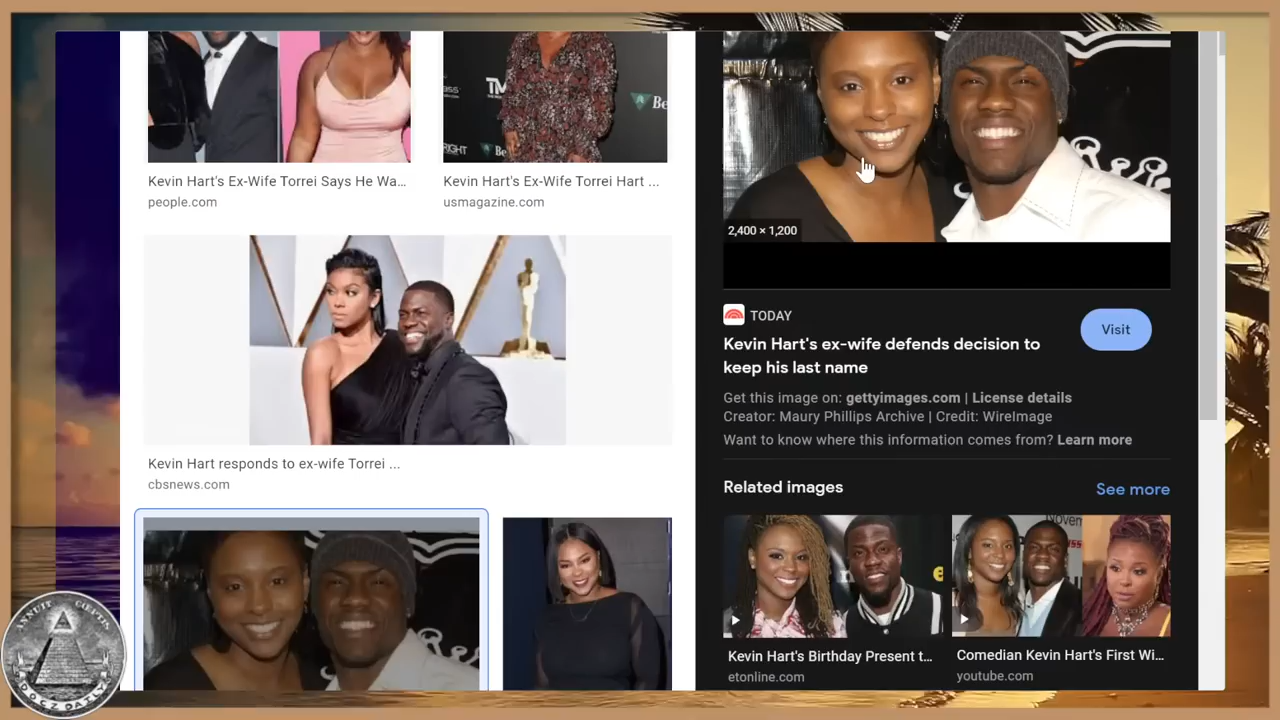 Kevin Hart's Ex-Wife Torrei Says He Wa...
people.com
Kevin Hart's Ex-Wife Torrei Hart ...
usmagazine.com
Kevin Hart responds to ex-wife Torrei ...
cbsnews.com
2,400 × 1,200
TODAY
Visit
Kevin Hart's ex-wife defends decision to
keep his last name
Get this image on: gettyimages.com | License details
Creator: Maury Phillips Archive | Credit: WireImage
Want to know where this information comes from? Learn more
Related images
See more
Kevin Hart's Birthday Present t...
etonline.com
Comedian Kevin Hart's First Wi...
youtube.com
ANNUIT CŒPTIS
DOCZ DAILY